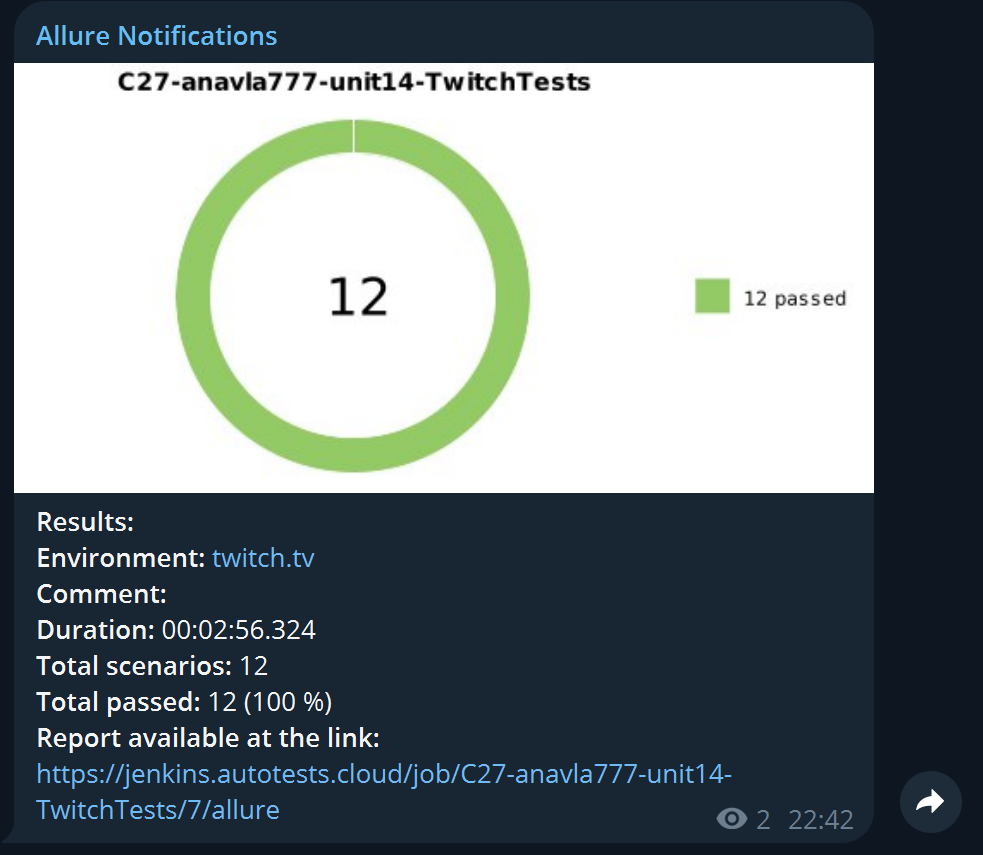 Allure Notifications
C27-anavla777-unit14-TwitchTests
12
12 passed
Results:
Environment: twitch.tv
Comment:
Duration: 00:02:56.324
Total scenarios: 12
Total passed: 12 (100 %)
Report available at the link:
https://jenkins.autotests.cloud/job/C27-anavla777-unit14-
TwitchTests/7/allure
2 22:42